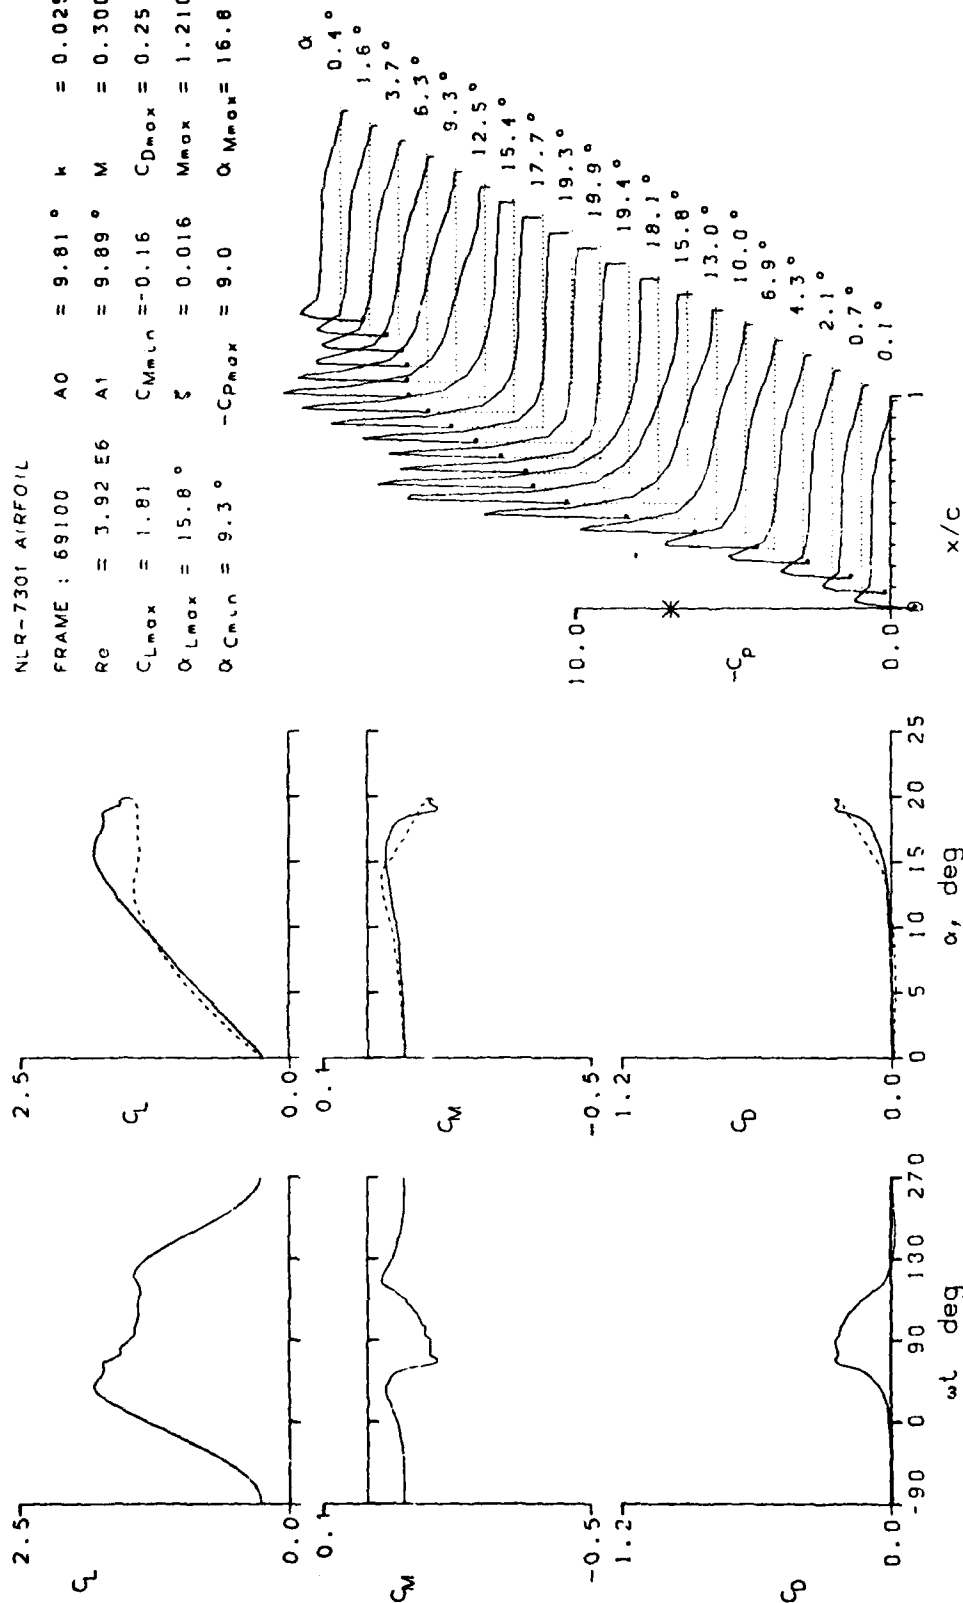 NLR-7301 AIRFOIL
FRAME : 69100 A0 = 9.81 ° k = 0.025
Re = 3.92 E6 A1 = 9.89 ° M = 0.300
CLmax = 1.81 CMmin =-0.16 CDmax = 0.25
αLmax = 15.8 ° ζ = 0.016 Mmax = 1.210
αCmin = 9.3 ° -CPmax = 9.0 αMmax= 16.8
2.5
CL
0.0
0.1
CM
-0.5
1.2
CD
0.0
-90 0 90 130 270
ωt deg
2.5
CL
0.0
0.1
CM
-0.5
1.2
CD
0.0
0 5 10 15 20 25
α, deg
α
0.4 °
1.6 °
3.7 °
6.3 °
9.3 °
12.5 °
15.4 °
17.7 °
19.3 °
19.9 °
19.4 °
18.1 °
15.8 °
13.0 °
10.0 °
6.9 °
4.3 °
2.1 °
0.7 °
0.1 °
10.0
-CP
0.0
0 1
x/c